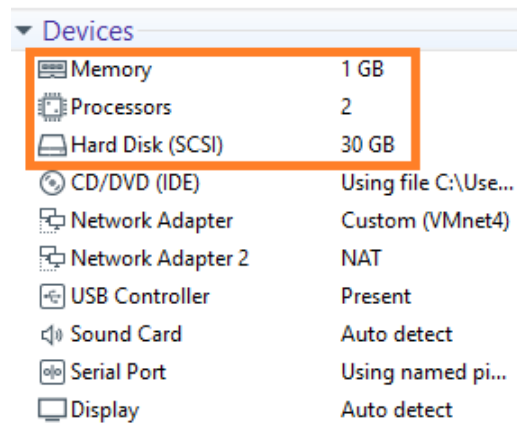 Devices
Memory 1 GB
Processors 2
Hard Disk (SCSI) 30 GB
CD/DVD (IDE) Using file C:\Use...
Network Adapter Custom (VMnet4)
Network Adapter 2 NAT
USB Controller Present
Sound Card Auto detect
Serial Port Using named pi...
Display Auto detect